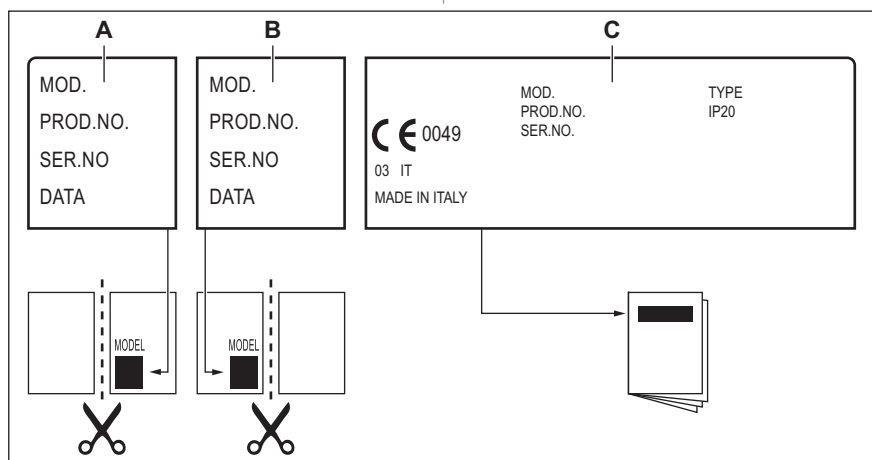 A
B
C
MOD.
PROD.NO.
SER.NO
DATA
MOD.
PROD.NO.
SER.NO
DATA
MOD.
PROD.NO.
SER.NO.
TYPE
IP20
CE 0049
03 IT
MADE IN ITALY
MODEL
MODEL